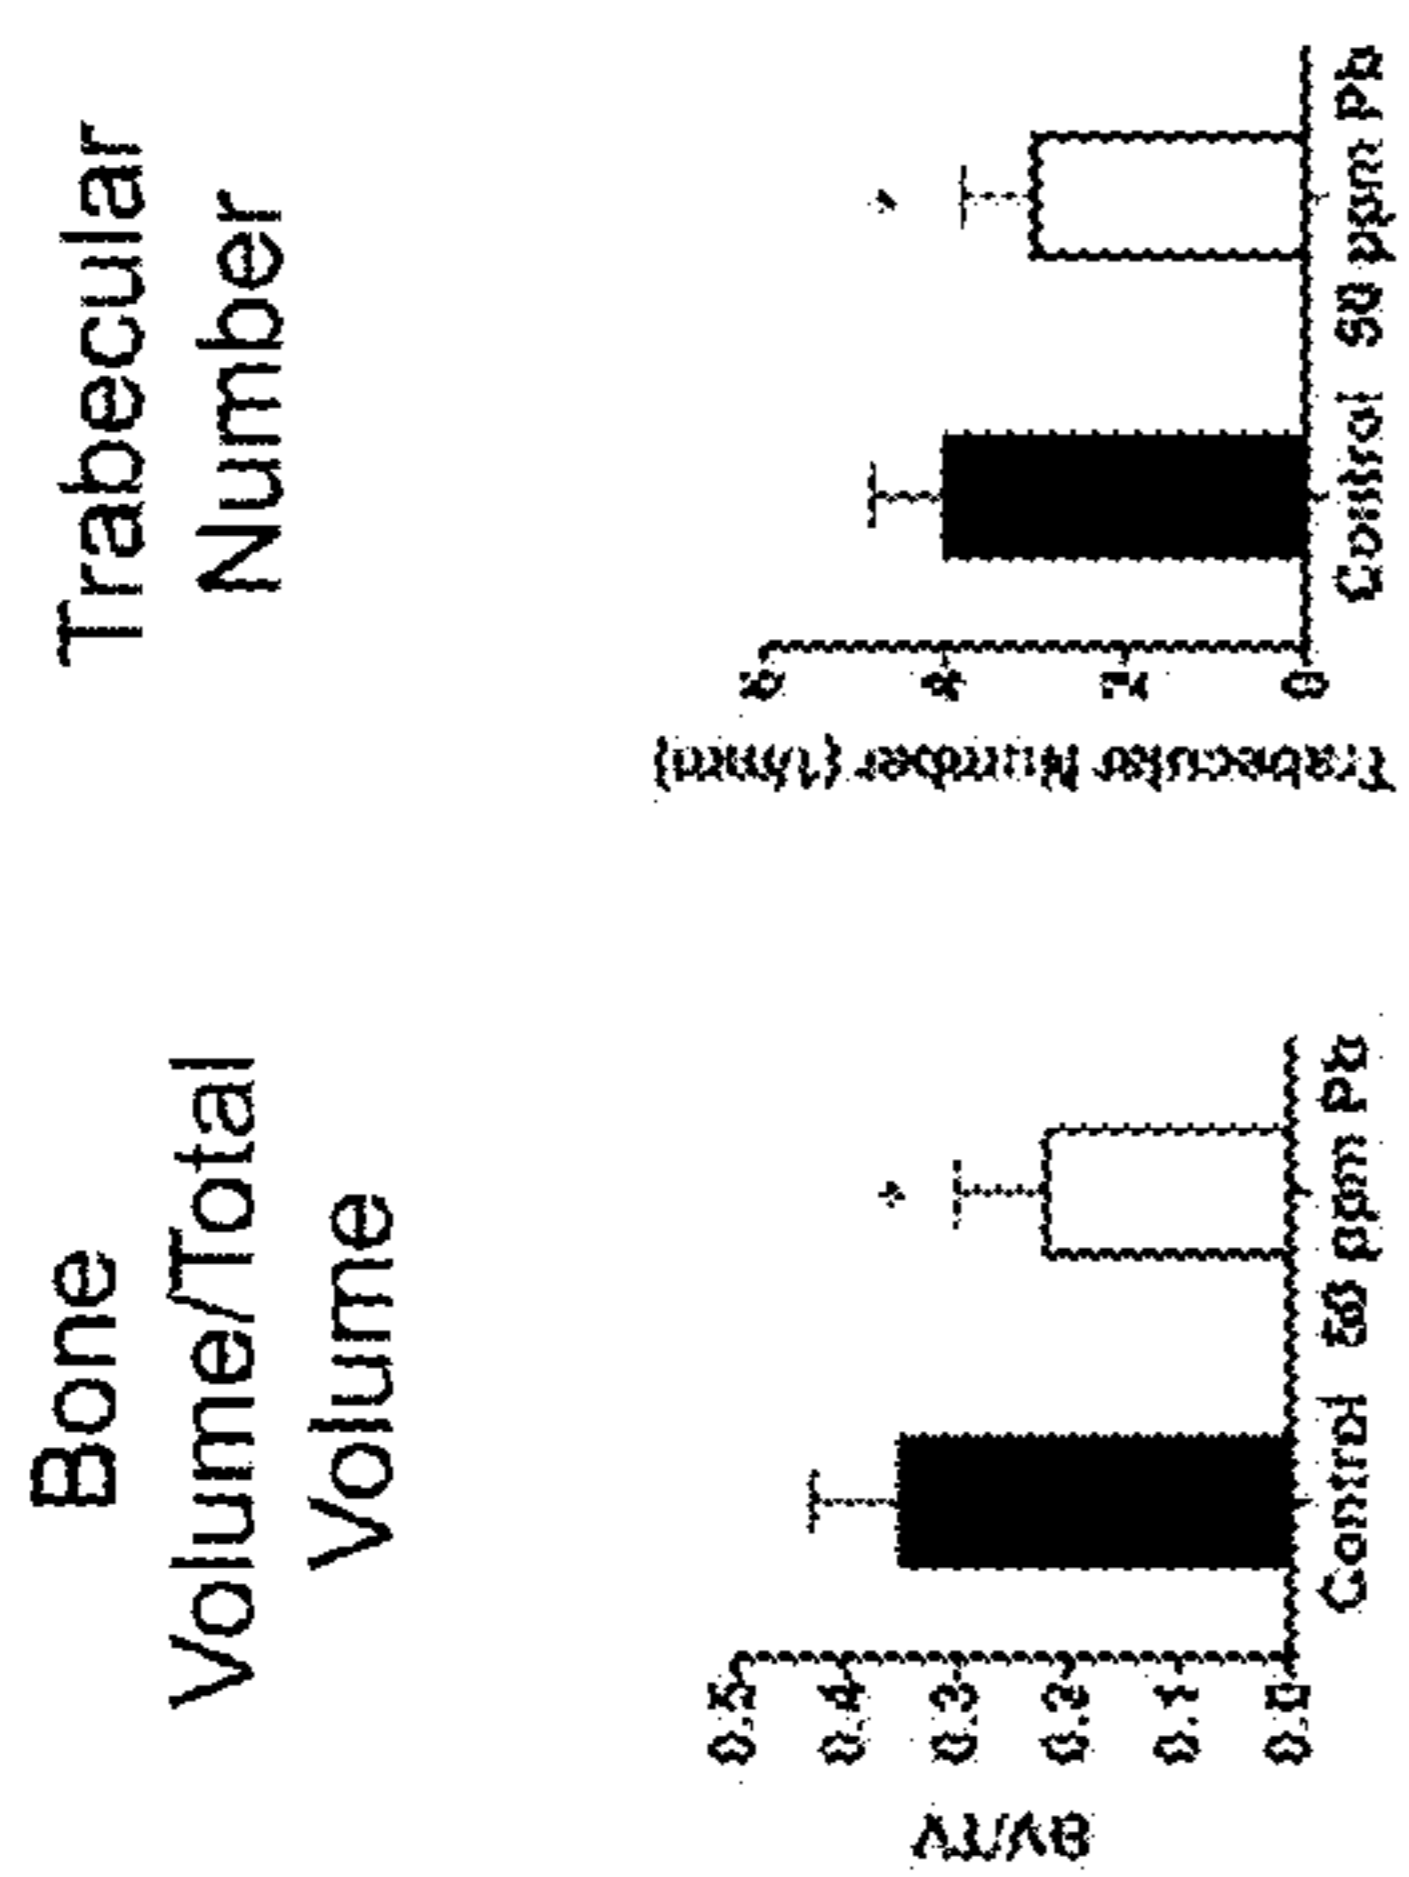 Bone
Volume/Total
Volume
BV/TV
0.5
0.4
0.3
0.2
0.1
0.0
Control 50 ppm Pb
*
Trabecular
Number
Trabecular Number (1/mm)
6
4
2
0
Control 50 ppm Pb
*